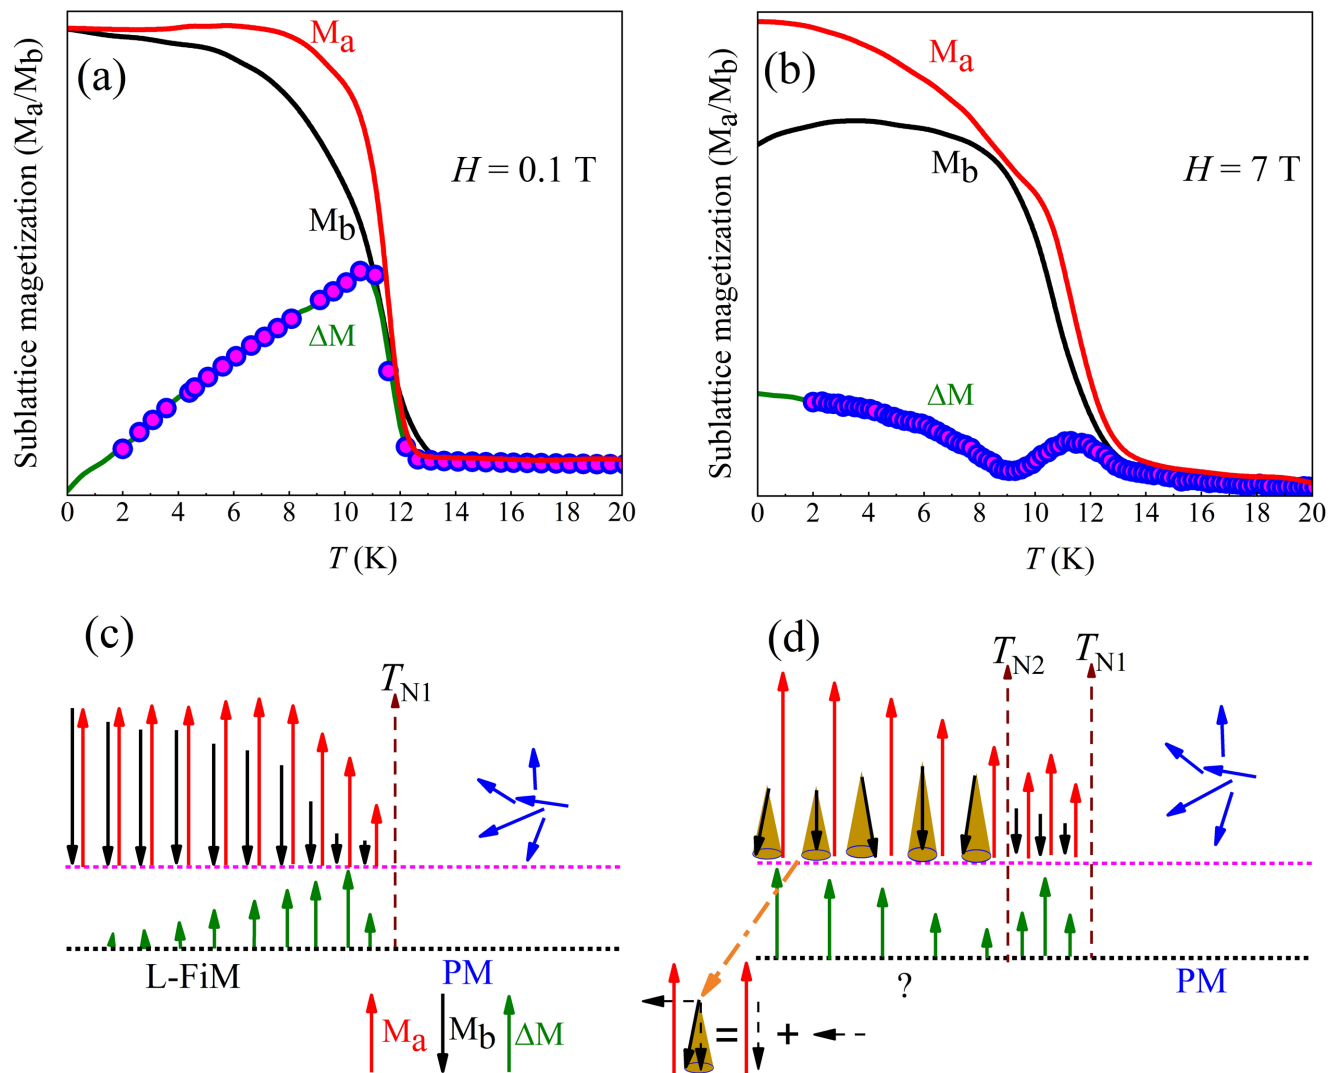 (a)
Sublattice magetization (Ma/Mb)
Ma
H = 0.1 T
Mb
ΔM
0 2 4 6 8 10 12 14 16 18 20
T (K)
(b)
Sublattice magetization (Ma/Mb)
Ma
Mb
H = 7 T
ΔM
0 2 4 6 8 10 12 14 16 18 20
T (K)
(c)
TN1
L-FiM PM
Ma Mb ΔM
(d)
TN2 TN1
? PM
= +